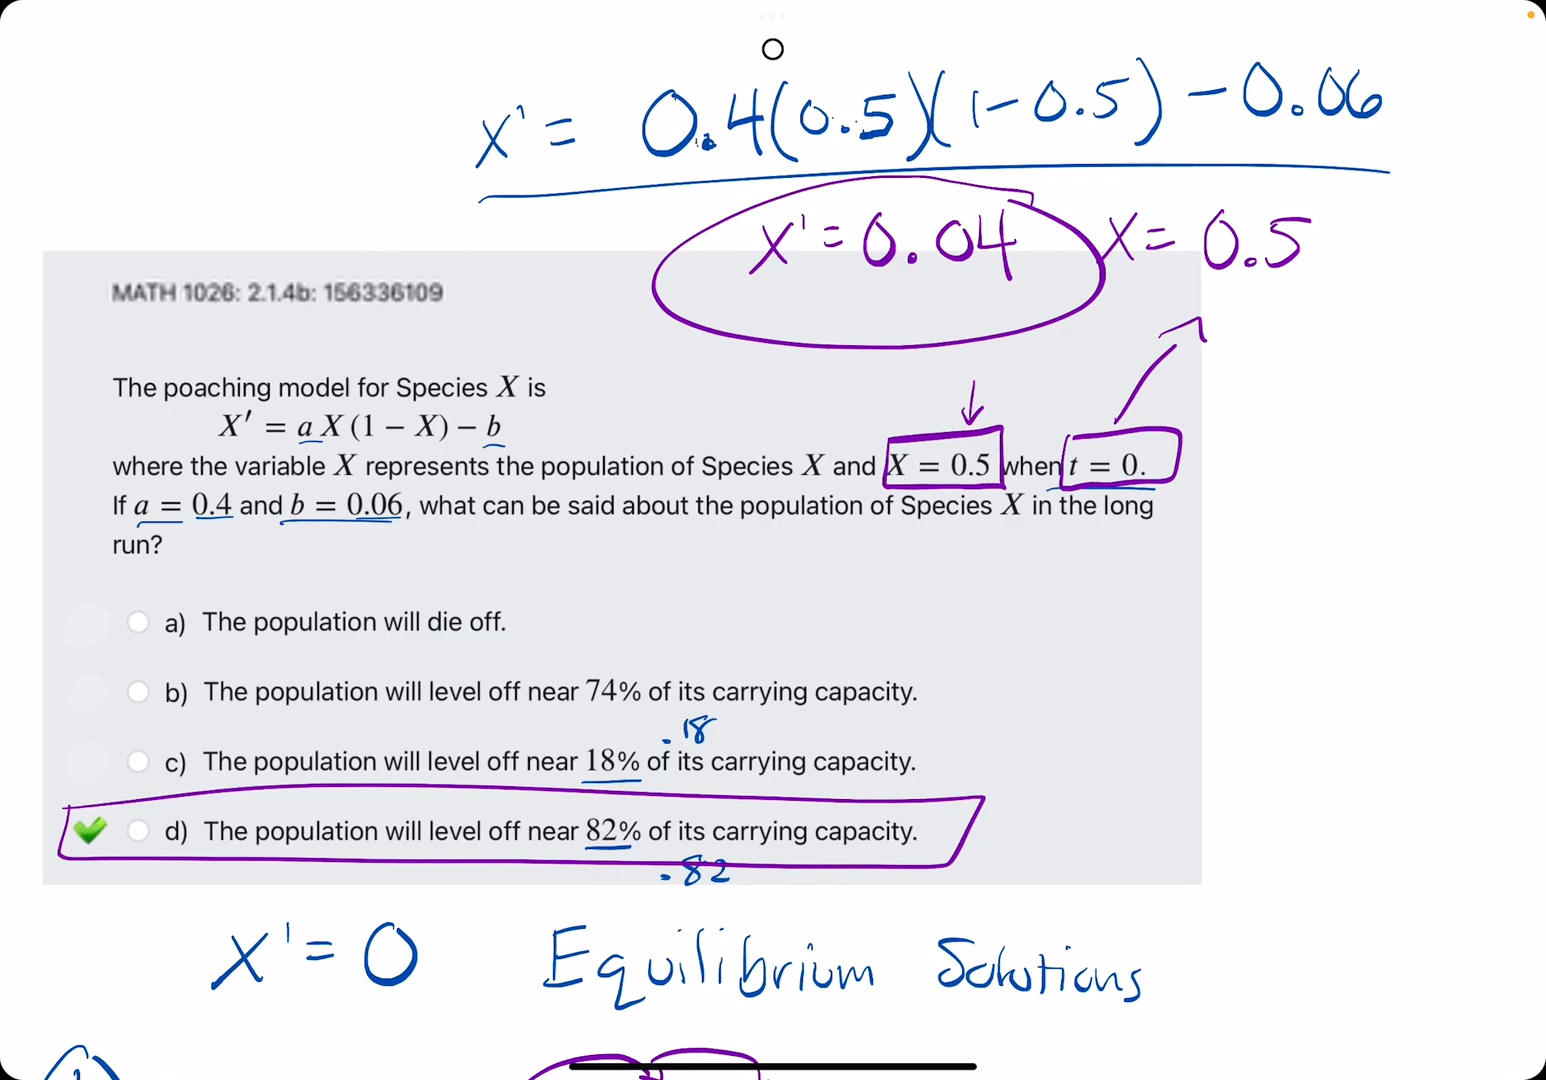 x' = 0.4(0.5)(1-0.5) - 0.06
x' = 0.04 x = 0.5
MATH 1026: 2.1.4b: 156336109
The poaching model for Species X is
X′ = a X (1 − X) − b
where the variable X represents the population of Species X and X = 0.5 when t = 0.
If a = 0.4 and b = 0.06, what can be said about the population of Species X in the long
run?
a) The population will die off.
b) The population will level off near 74% of its carrying capacity.
.18
c) The population will level off near 18% of its carrying capacity.
d) The population will level off near 82% of its carrying capacity.
.82
x' = 0 Equilibrium Solutions